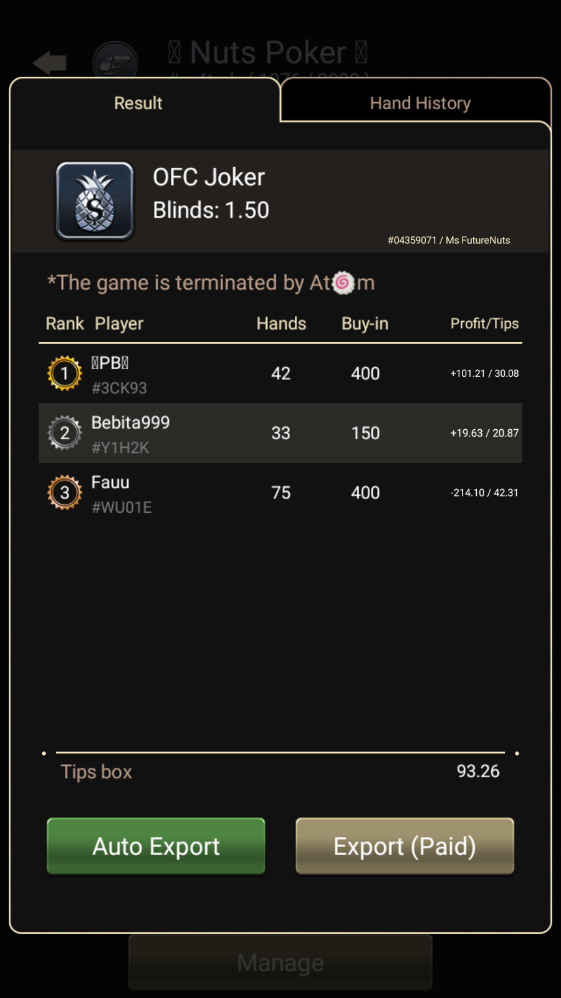 Nuts Poker
Result
Hand History
OFC Joker
Blinds: 1.50
#04359071 / Ms FutureNuts
*The game is terminated by At🍥m
Rank Player Hands Buy-in Profit/Tips
1 PB 42 400 +101.21 / 30.08
#3CK93
2 Bebita999 33 150 +19.63 / 20.87
#Y1H2K
3 Fauu 75 400 -214.10 / 42.31
#WU01E
Tips box 93.26
Auto Export
Export (Paid)
Manage